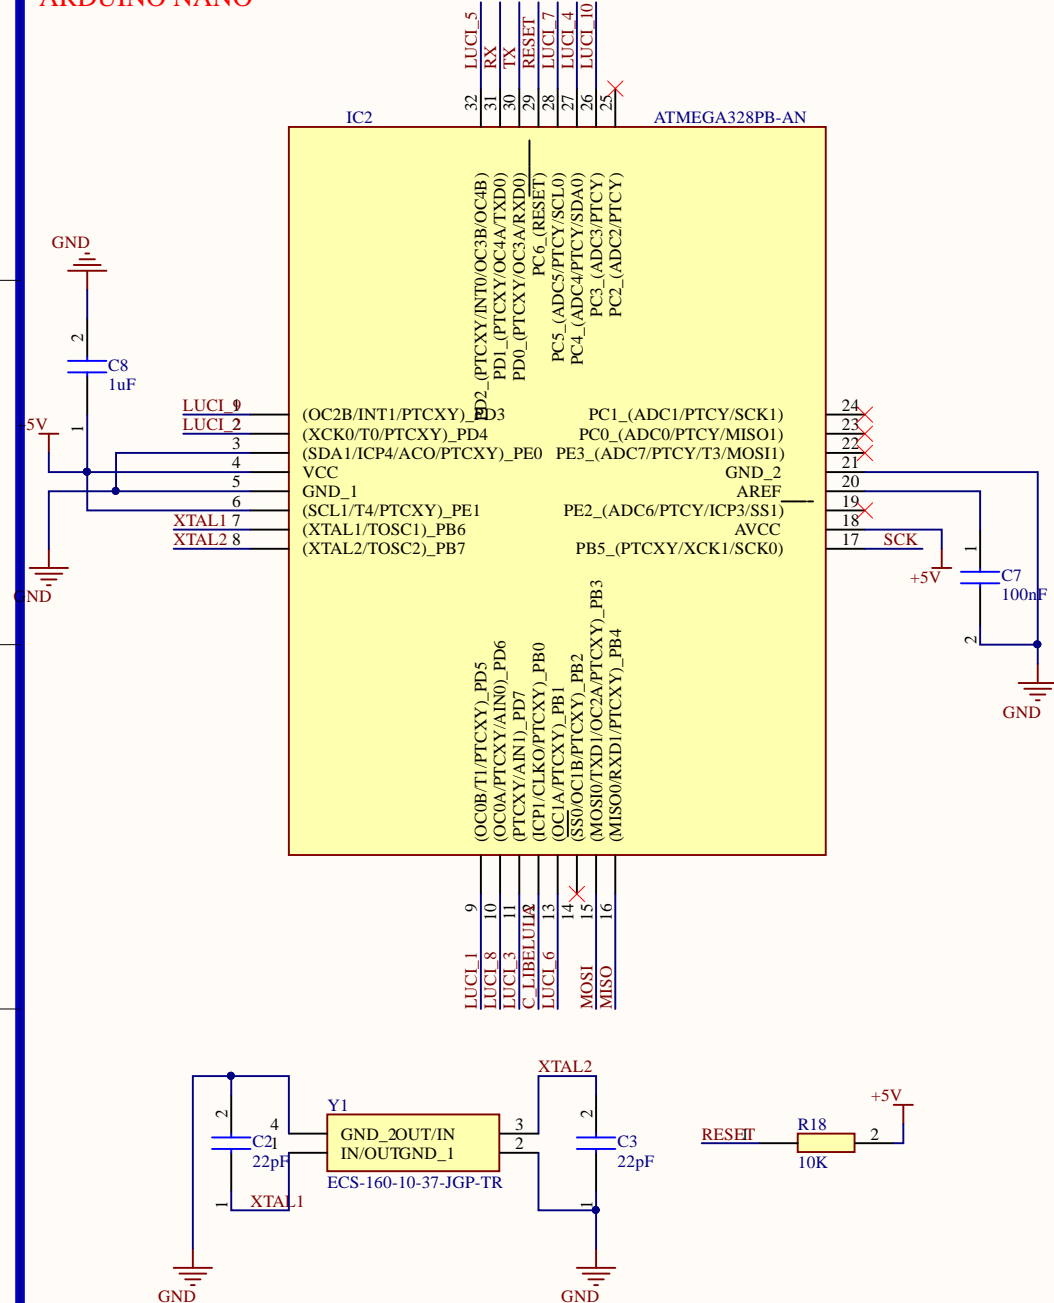 ARDUINO NANO
LUCI_5
RX
TX
RESET
LUCI_7
LUCI_4
LUCI_10
32
31
30
29
28
27
26
25
IC2
ATMEGA328PB-AN
PD2_(PTCXY/INT0/OC3B/OC4B)
PD1_(PTCXY/OC4A/TXD0)
PD0_(PTCXY/OC3A/RXD0)
PC6_(RESET)
PC5_(ADC5/PTCY/SCL0)
PC4_(ADC4/PTCY/SDA0)
PC3_(ADC3/PTCY)
PC2_(ADC2/PTCY)
GND
2
C8
1uF
1
+5V
GND
LUCI_9 1 (OC2B/INT1/PTCXY)_PD3
LUCI_2 2 (XCK0/T0/PTCXY)_PD4
3 (SDA1/ICP4/ACO/PTCXY)_PE0
4 VCC
5 GND_1
6 (SCL1/T4/PTCXY)_PE1
XTAL1 7 (XTAL1/TOSC1)_PB6
XTAL2 8 (XTAL2/TOSC2)_PB7
PC1_(ADC1/PTCY/SCK1) 24
PC0_(ADC0/PTCY/MISO1) 23
PE3_(ADC7/PTCY/T3/MOSI1) 22
GND_2 21
AREF 20
PE2_(ADC6/PTCY/ICP3/SS1) 19
AVCC 18
PB5_(PTCXY/XCK1/SCK0) 17 SCK
+5V
1
C7
100nF
2
GND
(OC0B/T1/PTCXY)_PD5
(OC0A/PTCXY/AIN0)_PD6
(PTCXY/AIN1)_PD7
(ICP1/CLKO/PTCXY)_PB0
(OC1A/PTCXY)_PB1
(SS0/OC1B/PTCXY)_PB2
(MOSI0/TXD1/OC2A/PTCXY)_PB3
(MISO0/RXD1/PTCXY)_PB4
9
10
11
12
13
14
15
16
LUCI_1
LUCI_8
LUCI_3
C_LIBELULA
LUCI_6
MOSI
MISO
2
C2
22pF
1
XTAL1
GND
Y1
4 GND_2 OUT/IN 3
1 IN/OUT GND_1 2
ECS-160-10-37-JGP-TR
XTAL2
2
C3
22pF
1
GND
RESET 1
R18
10K
2
+5V